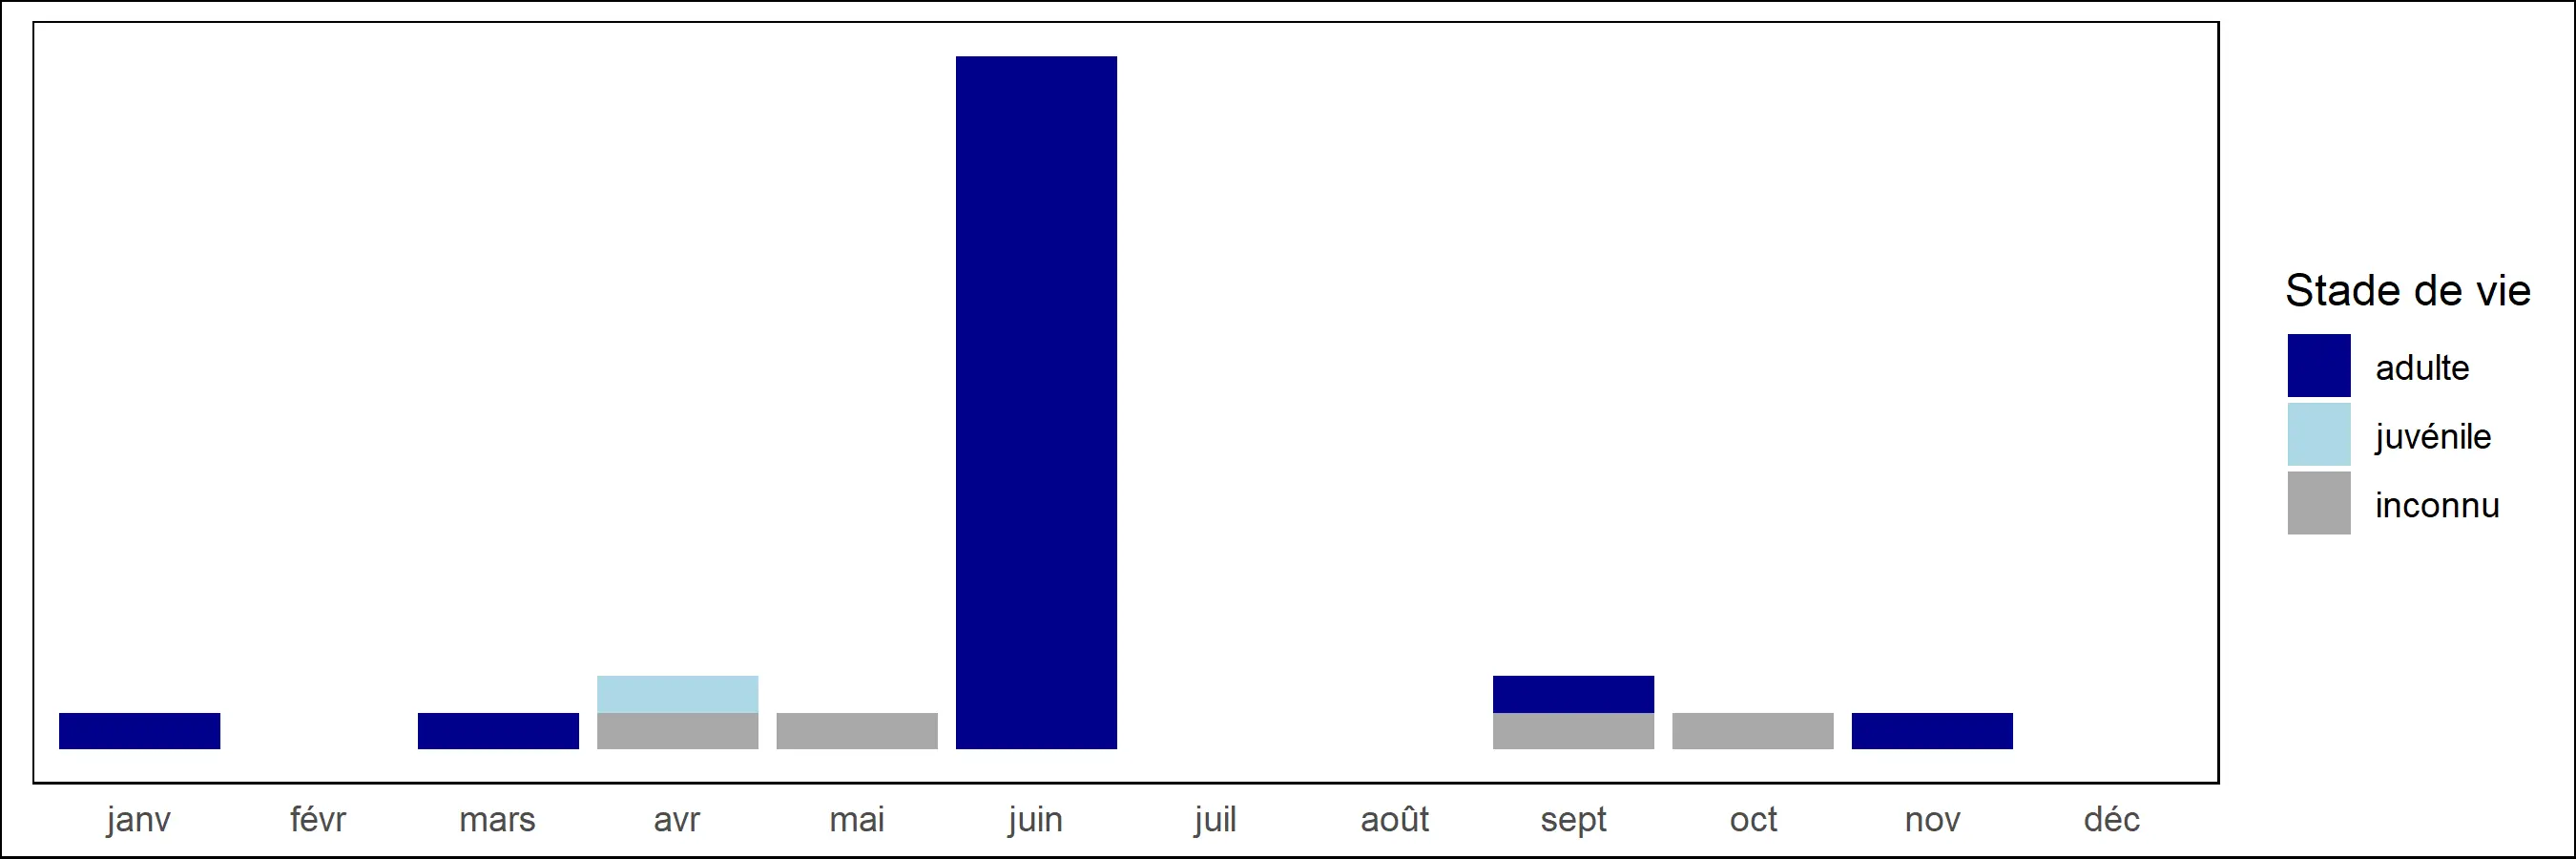 Stade de vie
adulte
juvénile
inconnu
janv févr mars avr mai juin juil août sept oct nov déc